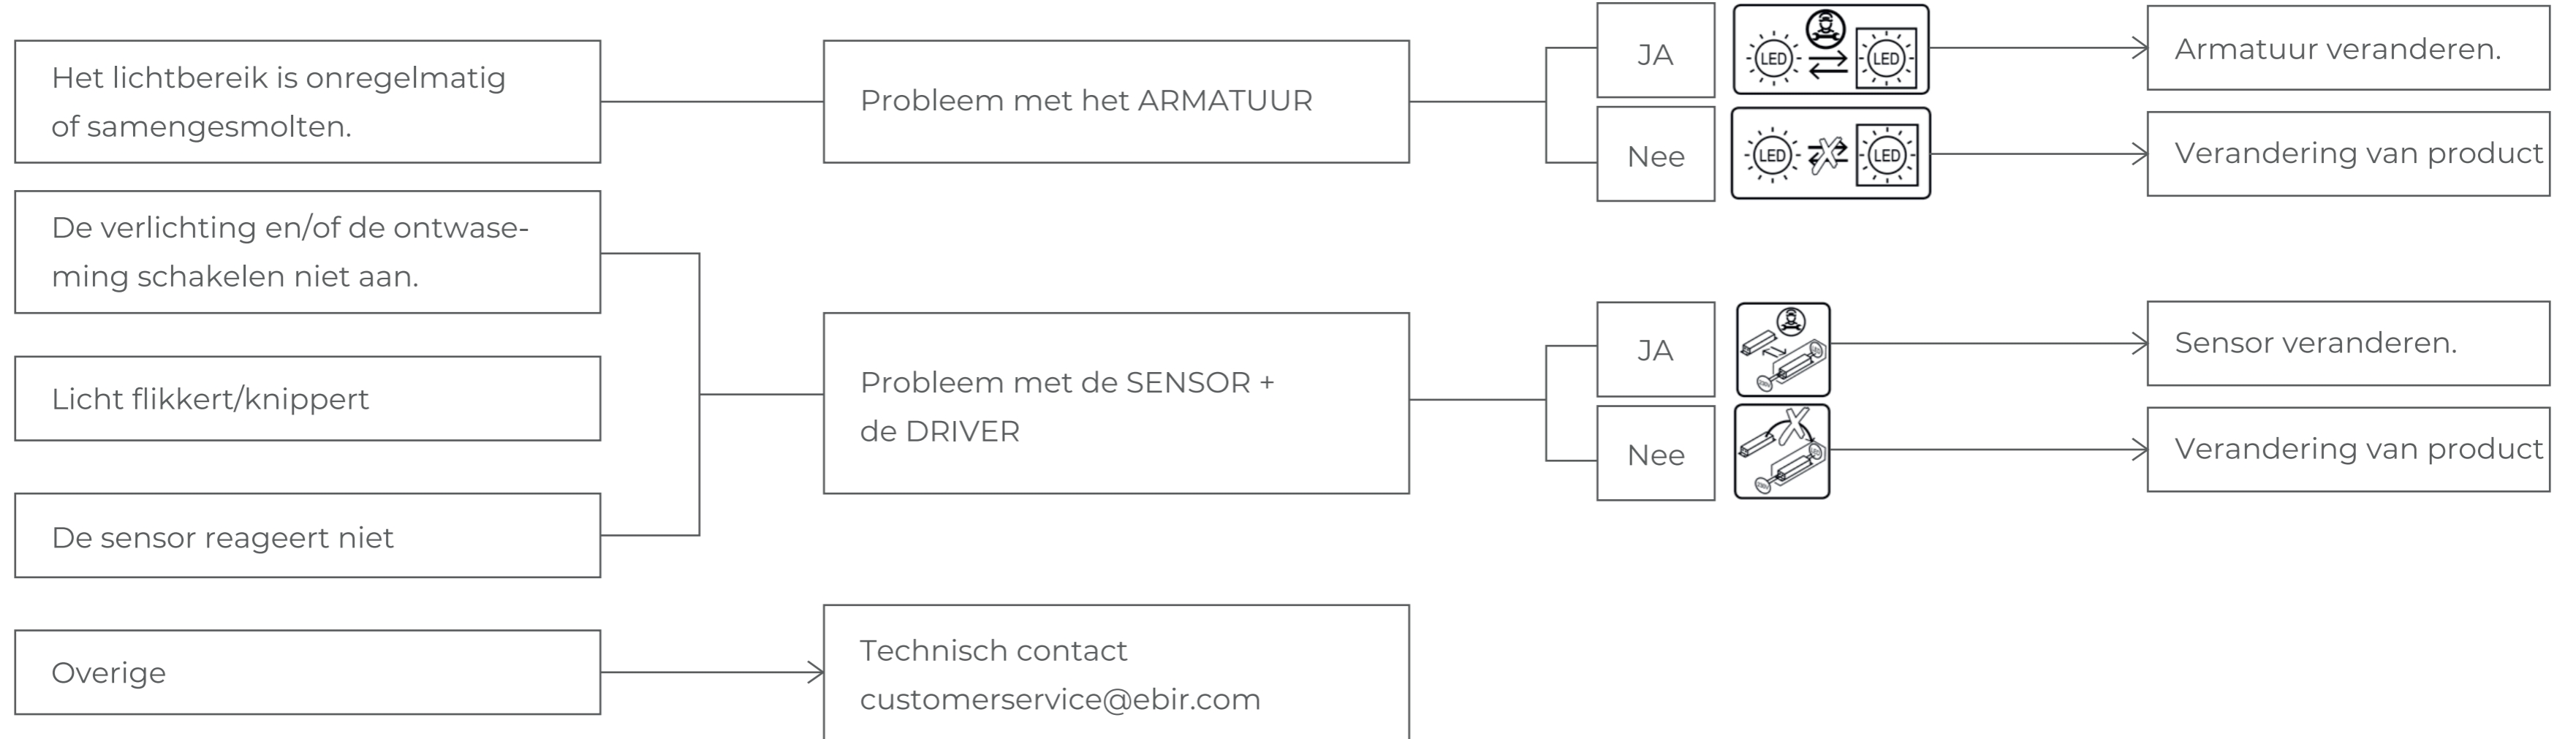 Het lichtbereik is onregelmatig
of samengesmolten.
Probleem met het ARMATUUR
JA
LED
LED
Armatuur veranderen.
Nee
LED
LED
Verandering van product
De verlichting en/of de ontwase-
ming schakelen niet aan.
Licht flikkert/knippert
De sensor reageert niet
Probleem met de SENSOR +
de DRIVER
JA
Sensor veranderen.
Nee
Verandering van product
Overige
Technisch contact
customerservice@ebir.com